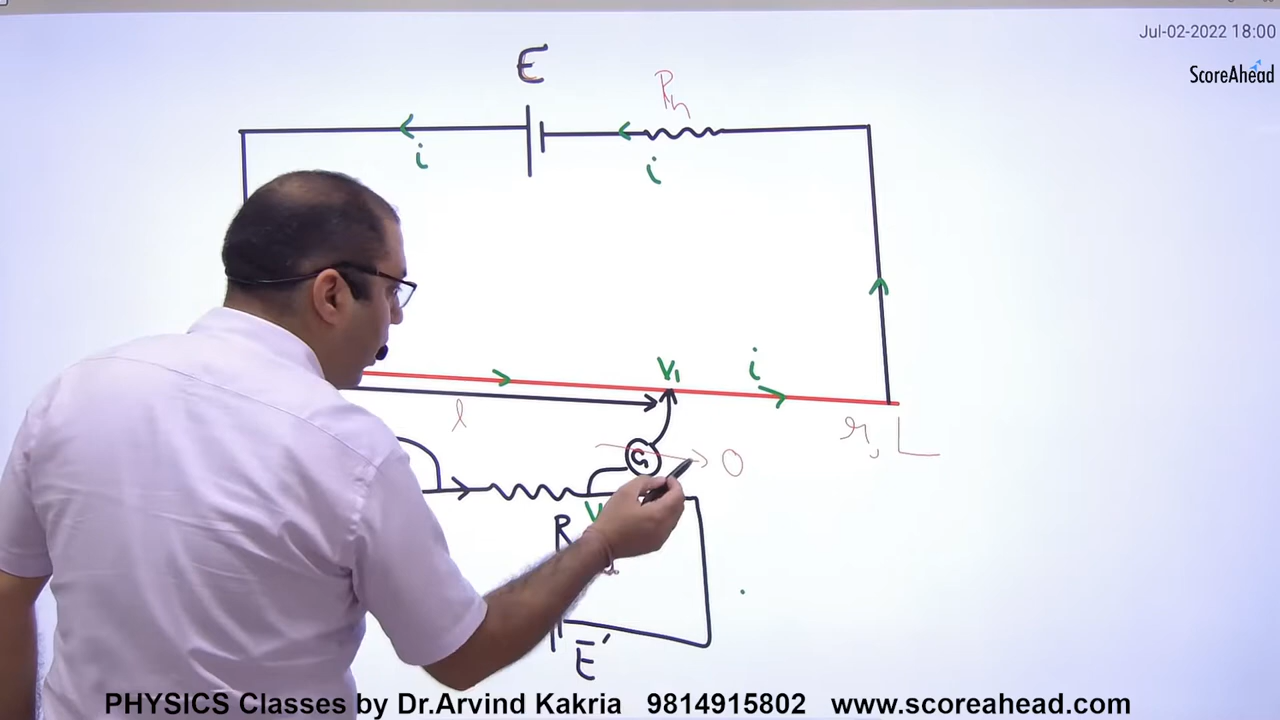 Jul-02-2022 18:00
ScoreAhead
E
Rh
i
i
V₁
i
l
r, L
G
0
V
R
E'
PHYSICS Classes by Dr.Arvind Kakria 9814915802 www.scoreahead.com